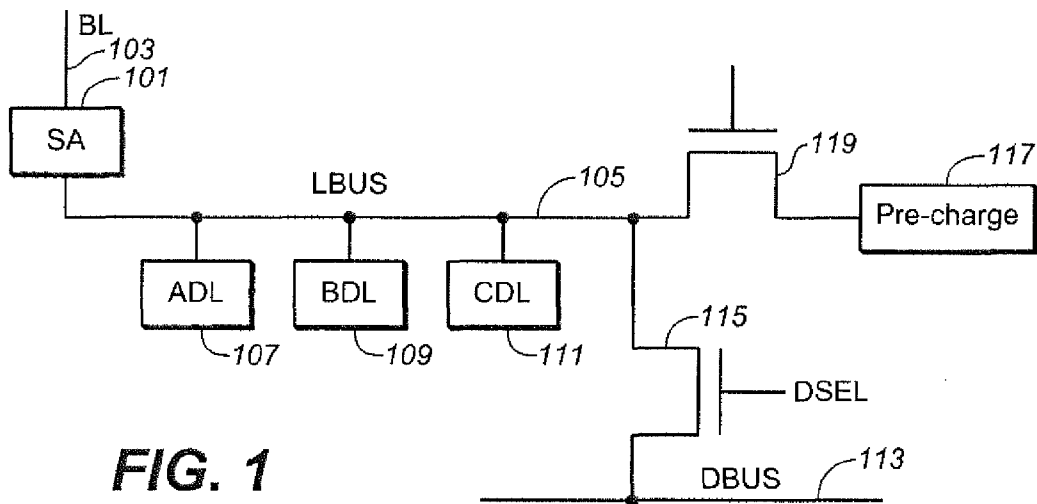 BL
103
101
SA
LBUS
105
119
117
Pre-charge
ADL
BDL
CDL
107
109
111
115
DSEL
FIG. 1
DBUS
113